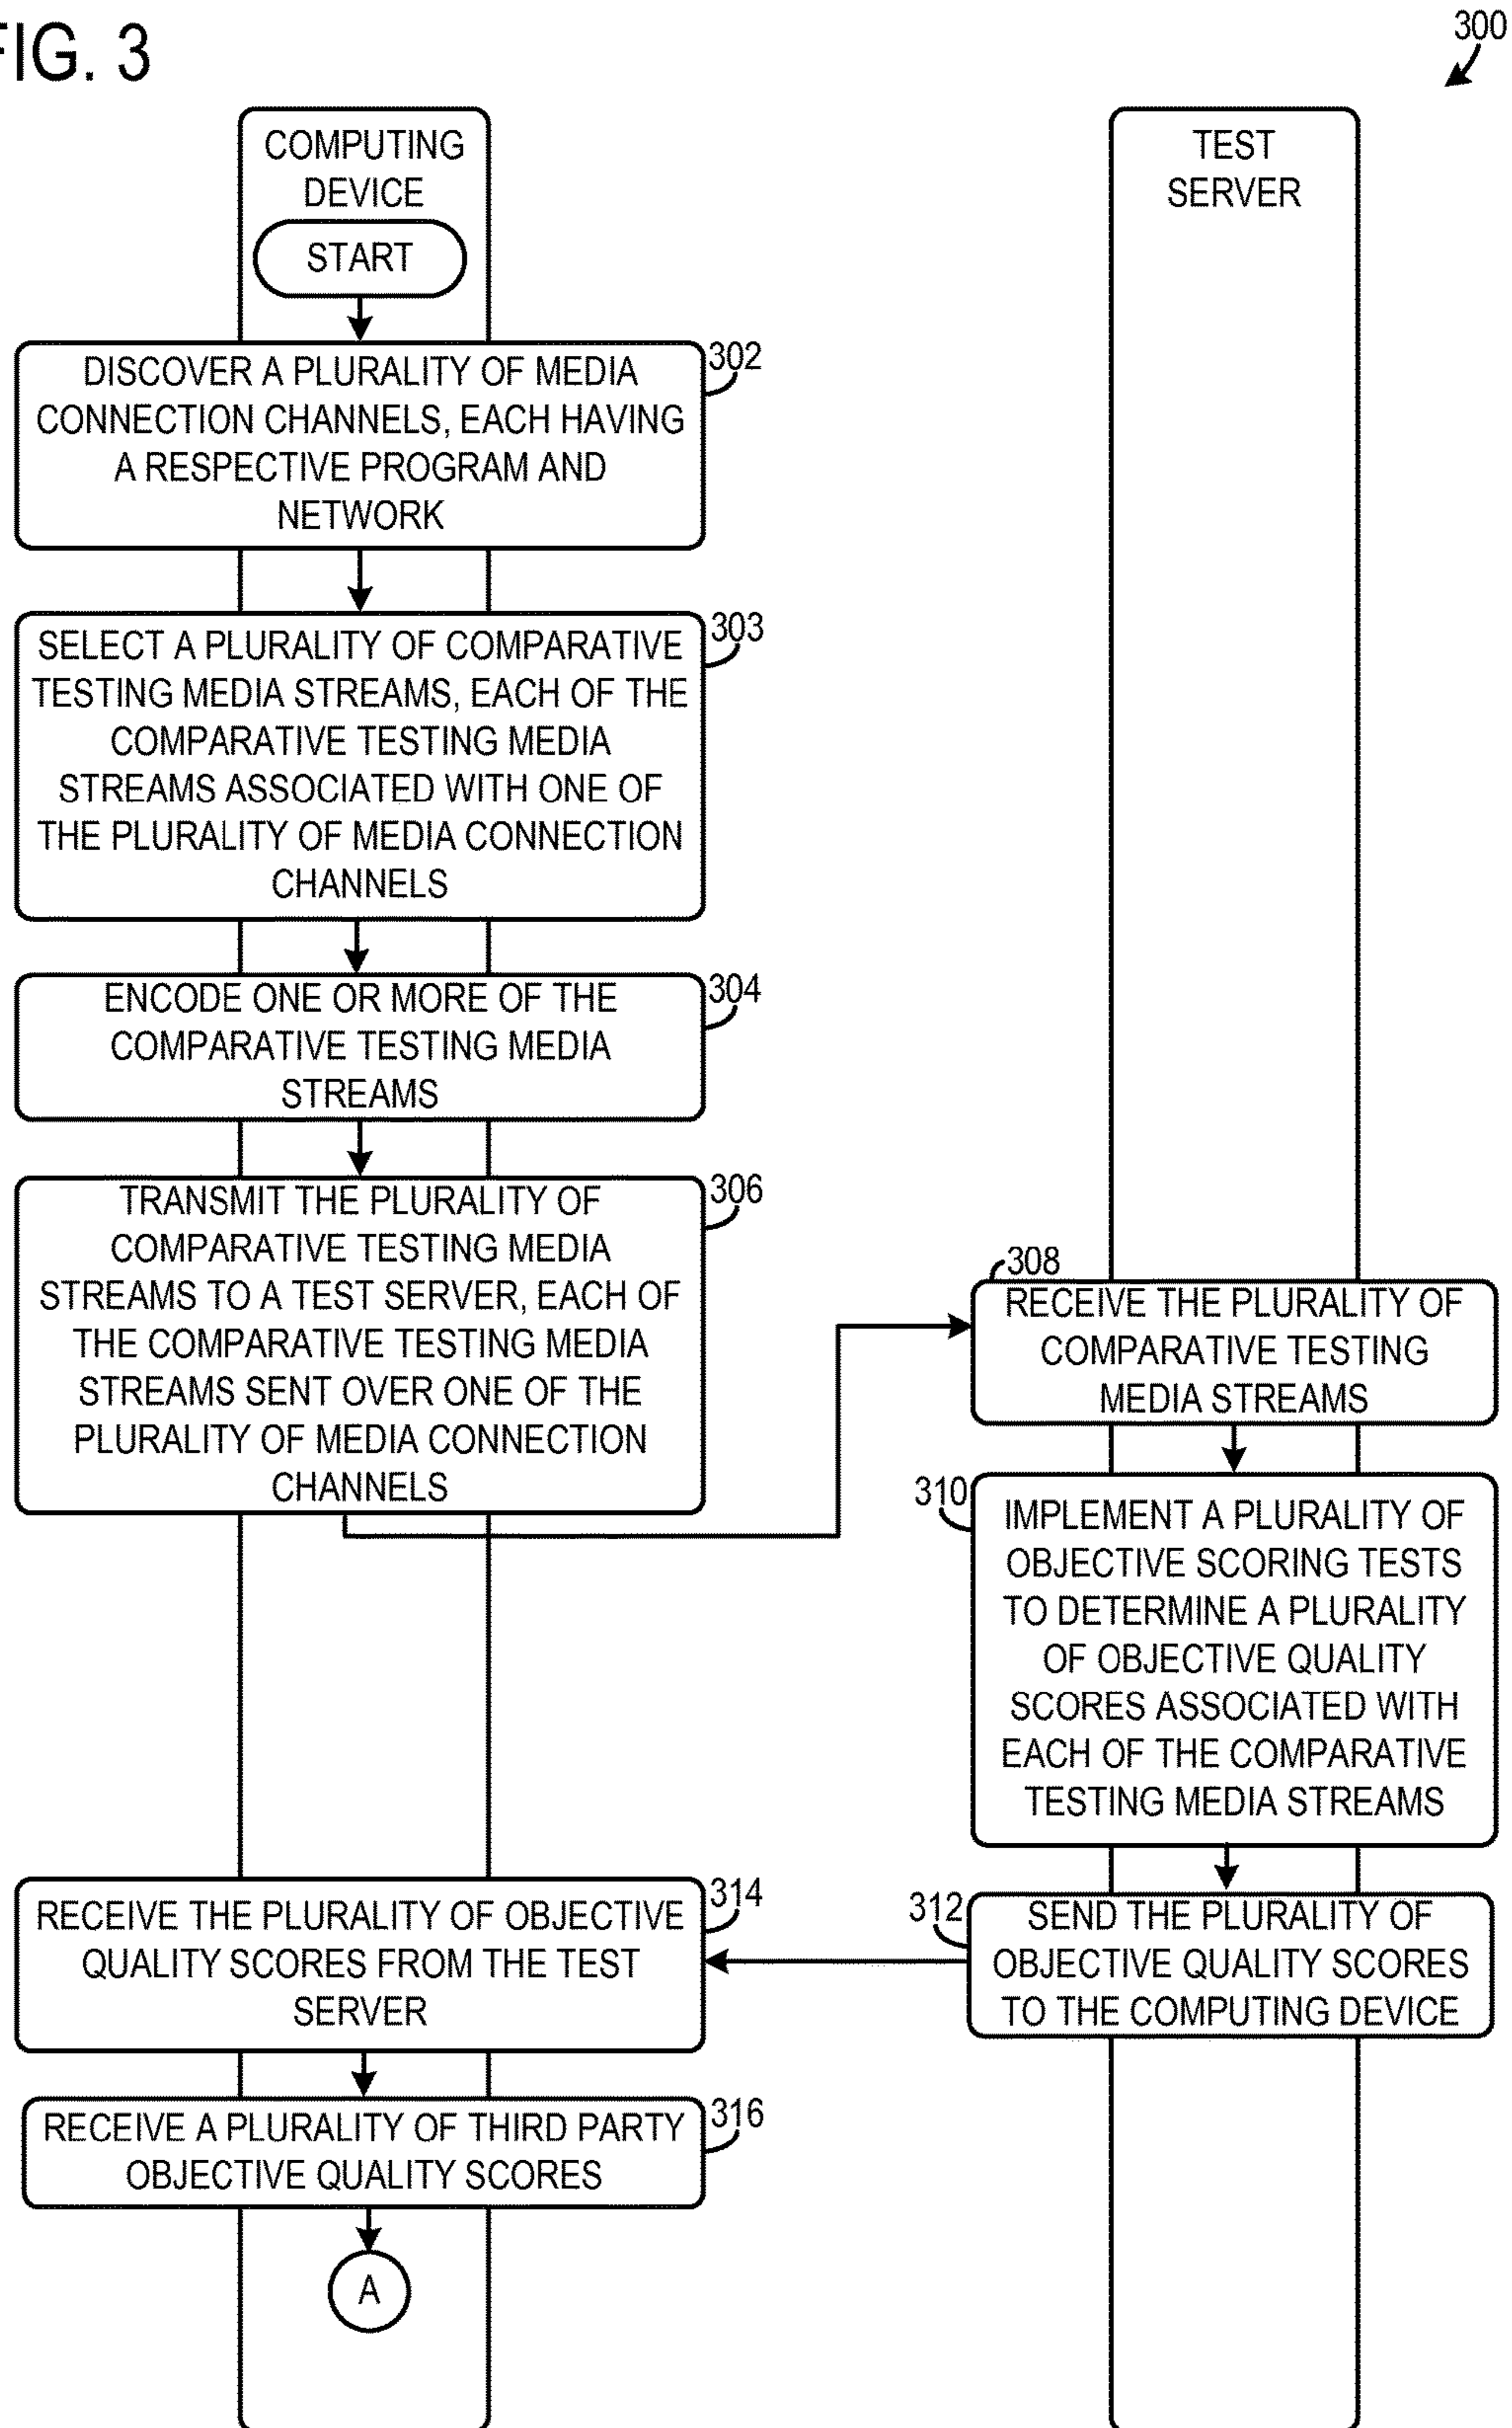 FIG. 3
300
COMPUTING
DEVICE
START
TEST
SERVER
302
DISCOVER A PLURALITY OF MEDIA
CONNECTION CHANNELS, EACH HAVING
A RESPECTIVE PROGRAM AND
NETWORK
303
SELECT A PLURALITY OF COMPARATIVE
TESTING MEDIA STREAMS, EACH OF THE
COMPARATIVE TESTING MEDIA
STREAMS ASSOCIATED WITH ONE OF
THE PLURALITY OF MEDIA CONNECTION
CHANNELS
304
ENCODE ONE OR MORE OF THE
COMPARATIVE TESTING MEDIA
STREAMS
306
TRANSMIT THE PLURALITY OF
COMPARATIVE TESTING MEDIA
STREAMS TO A TEST SERVER, EACH OF
THE COMPARATIVE TESTING MEDIA
STREAMS SENT OVER ONE OF THE
PLURALITY OF MEDIA CONNECTION
CHANNELS
308
RECEIVE THE PLURALITY OF
COMPARATIVE TESTING
MEDIA STREAMS
310
IMPLEMENT A PLURALITY OF
OBJECTIVE SCORING TESTS
TO DETERMINE A PLURALITY
OF OBJECTIVE QUALITY
SCORES ASSOCIATED WITH
EACH OF THE COMPARATIVE
TESTING MEDIA STREAMS
312
SEND THE PLURALITY OF
OBJECTIVE QUALITY SCORES
TO THE COMPUTING DEVICE
314
RECEIVE THE PLURALITY OF OBJECTIVE
QUALITY SCORES FROM THE TEST
SERVER
316
RECEIVE A PLURALITY OF THIRD PARTY
OBJECTIVE QUALITY SCORES
A